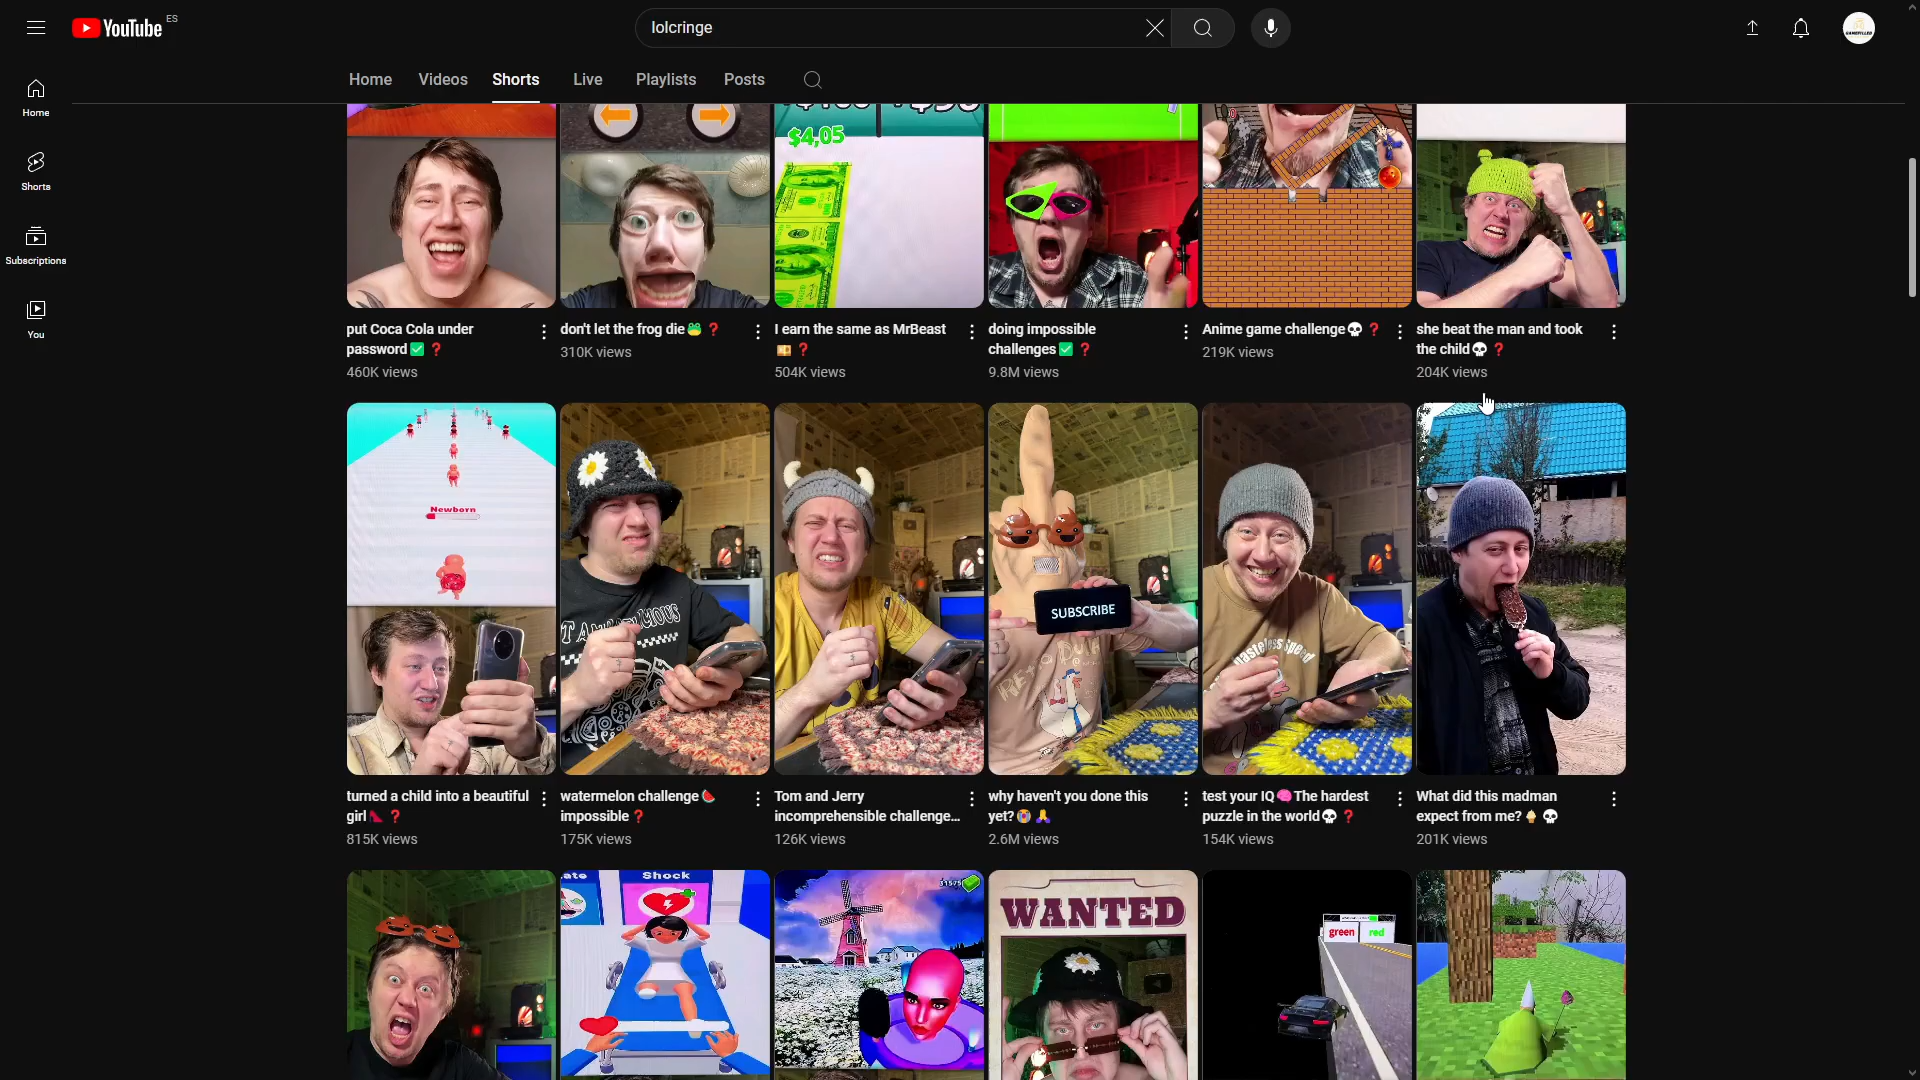 YouTube ES
lolcringe
Home Videos Shorts Live Playlists Posts
Home
Shorts
Subscriptions
You
$4,05
put Coca Cola under
password✅❓
460K views
don't let the frog die🐸❓
310K views
I earn the same as MrBeast
💴❓
504K views
doing impossible
challenges✅❓
9.8M views
Anime game challenge💀❓
219K views
she beat the man and took
the child💀❓
204K views
Newborn
SUBSCRIBE
turned a child into a beautiful
girl👠❓
815K views
watermelon challenge🍉
impossible❓
175K views
Tom and Jerry
incomprehensible challenge...
126K views
why haven't you done this
yet?🍩🙏
2.6M views
test your IQ🧠The hardest
puzzle in the world💀❓
154K views
What did this madman
expect from me?🍦💀
201K views
Shock
WANTED
green red